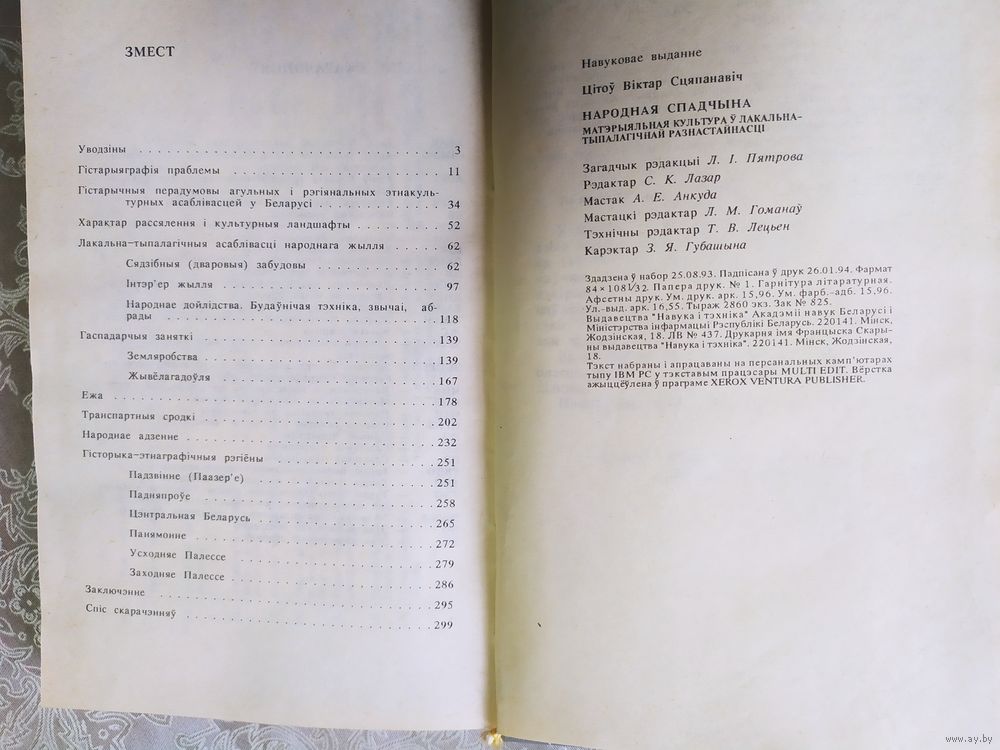 ЗМЕСТ
Уводзіны . . . . . . . . . . . . . . . . . . . . . . . . 3
Гістарыяграфія праблемы . . . . . . . . . . . . . . . . 11
Гістарычныя перадумовы агульных і рэгіянальных этнакуль-
турных асаблівасцей у Беларусі . . . . . . . . . . . . 34
Характар рассялення і культурныя ландшафты . . . . . . . 52
Лакальна-тыпалагічныя асаблівасці народнага жылля . . . . 62
Сядзібныя (дваровыя) забудовы . . . . . . . . . . . . 62
Інтэр'ер жылля . . . . . . . . . . . . . . . . . . 97
Народнае дойлідства. Будаўнічая тэхніка, звычаі, аб-
рады . . . . . . . . . . . . . . . . . . . . . . . 118
Гаспадарчыя заняткі . . . . . . . . . . . . . . . . . . 139
Земляробства . . . . . . . . . . . . . . . . . . . 139
Жывёлагадоўля . . . . . . . . . . . . . . . . . . 167
Ежа . . . . . . . . . . . . . . . . . . . . . . . . . . 178
Транспартныя сродкі . . . . . . . . . . . . . . . . . . 202
Народнае адзенне . . . . . . . . . . . . . . . . . . . 232
Гісторыка-этнаграфічныя рэгіёны . . . . . . . . . . . . 251
Падзвінне (Паазер'е) . . . . . . . . . . . . . . . 251
Падняпроўе . . . . . . . . . . . . . . . . . . . . 258
Цэнтральная Беларусь . . . . . . . . . . . . . . . 265
Панямонне . . . . . . . . . . . . . . . . . . . . 272
Усходняе Палессе . . . . . . . . . . . . . . . . . 279
Заходняе Палессе . . . . . . . . . . . . . . . . . 286
Заключэнне . . . . . . . . . . . . . . . . . . . . . . 295
Спіс скарачэнняў . . . . . . . . . . . . . . . . . . . 299
Навуковае выданне
Цітоў Віктар Сцяпанавіч
НАРОДНАЯ СПАДЧЫНА
МАТЭРЫЯЛЬНАЯ КУЛЬТУРА Ў ЛАКАЛЬНА-
ТЫПАЛАГІЧНАЙ РАЗНАСТАЙНАСЦІ
Загадчык рэдакцыі Л. І. Пятрова
Рэдактар С. К. Лазар
Мастак А. Е. Анкуда
Мастацкі рэдактар Л. М. Гоманаў
Тэхнічны рэдактар Т. В. Лецьен
Карэктар З. Я. Губашына
Здадзена ў набор 25.08.93. Падпісана ў друк 26.01.94. Фармат
84 × 108 1/32. Папера друк. № 1. Гарнітура літаратурная.
Афсетны друк. Ум. друк. арк. 15,96. Ум. фарб.-адб. 15,96.
Ул.-выд. арк. 16,55. Тыраж 2860 экз. Зак № 825.
Выдавецтва "Навука і тэхніка" Акадэміі навук Беларусі і
Міністэрства інфармацыі Рэспублікі Беларусь. 220141. Мінск,
Жодзінская, 18. ЛВ № 437. Друкарня імя Францыска Скары-
ны выдавецтва "Навука і тэхніка". 220141. Мінск, Жодзінская,
18.
Тэкст набраны і апрацаваны на персанальных камп'ютарах
тыпу IBM PC у тэкставым працэсары MULTI EDIT. Вёрстка
ажыццёўлена ў праграме XEROX VENTURA PUBLISHER.
www.ay.by